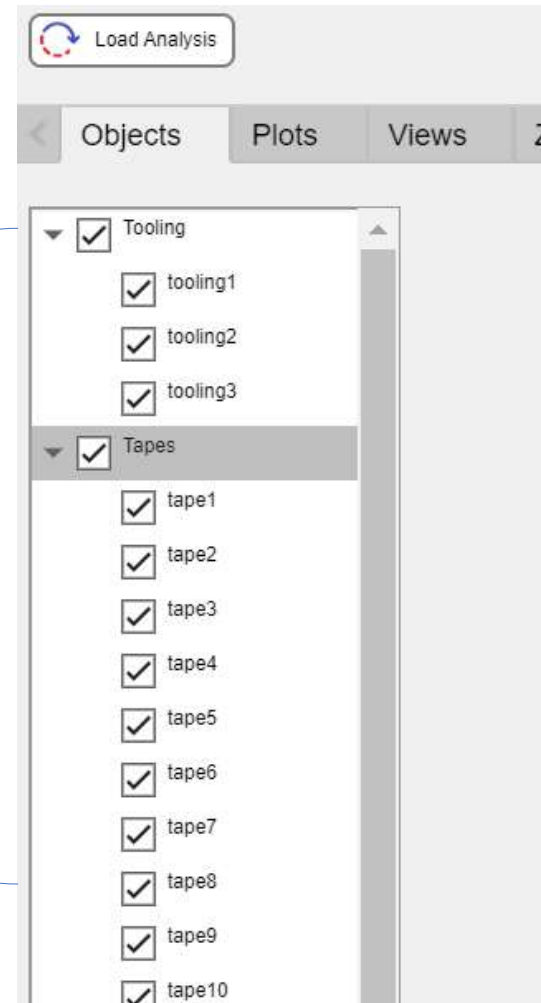 Load Analysis
Objects Plots Views
Tooling
tooling1
tooling2
tooling3
Tapes
tape1
tape2
tape3
tape4
tape5
tape6
tape7
tape8
tape9
tape10